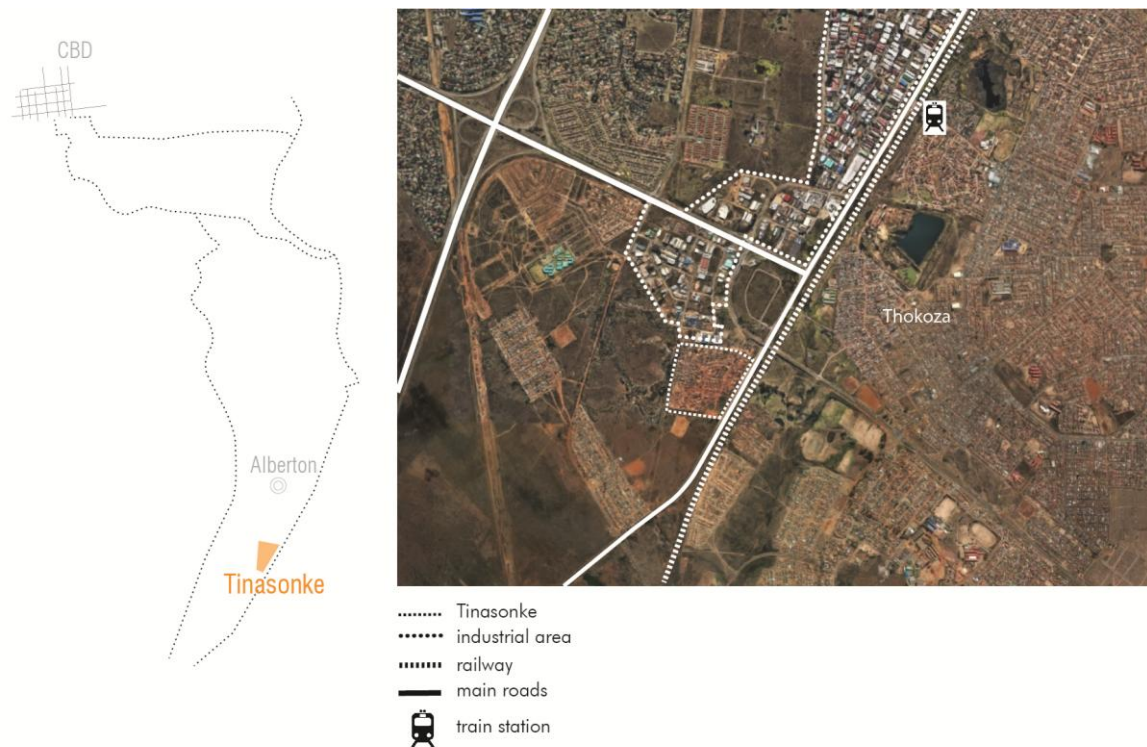 CBD
Alberton
Tinasonke
Thokoza
Tinasonke
industrial area
railway
main roads
train station